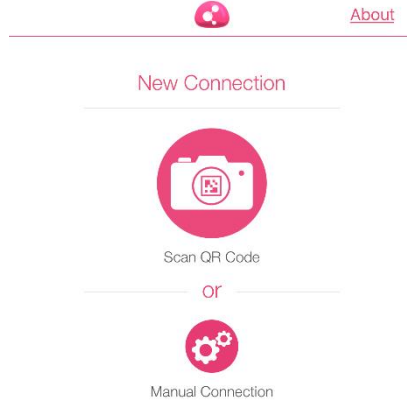 About
New Connection
Scan QR Code
or
Manual Connection